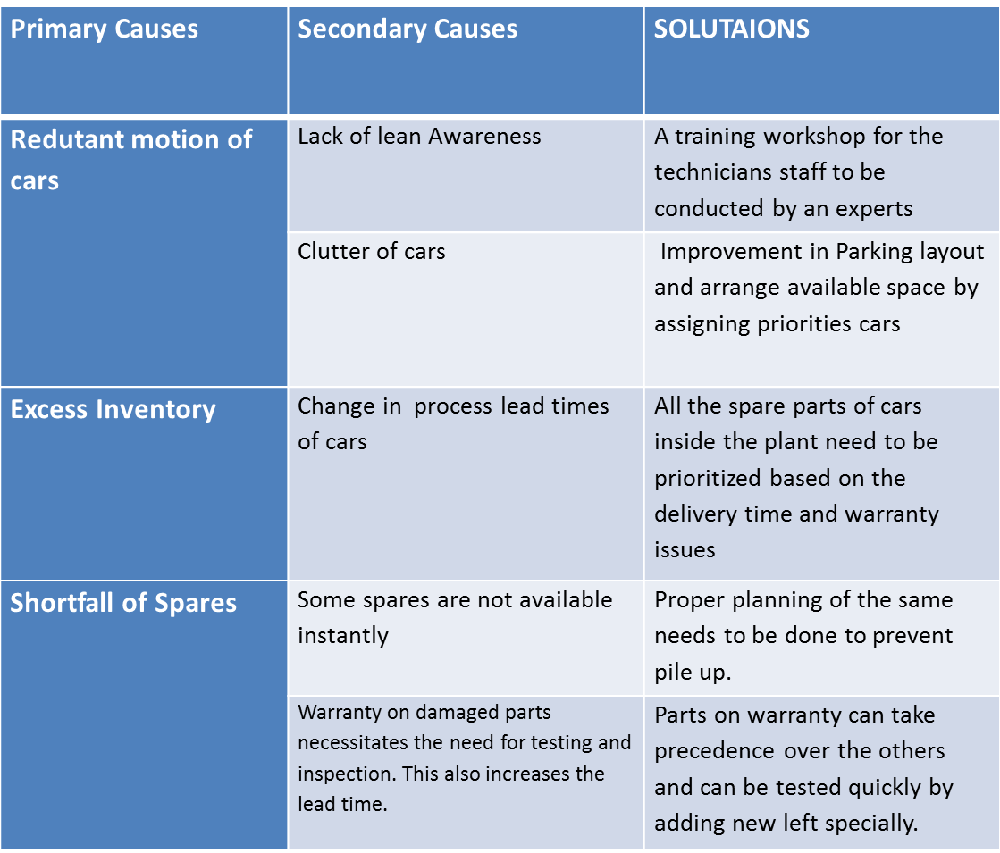 Primary Causes
Secondary Causes
SOLUTAIONS
Redutant motion of
cars
Lack of lean Awareness
A training workshop for the
technicians staff to be
conducted by an experts
Clutter of cars
Improvement in Parking layout
and arrange available space by
assigning priorities cars
Excess Inventory
Change in process lead times
of cars
All the spare parts of cars
inside the plant need to be
prioritized based on the
delivery time and warranty
issues
Shortfall of Spares
Some spares are not available
instantly
Proper planning of the same
needs to be done to prevent
pile up.
Warranty on damaged parts
necessitates the need for testing and
inspection. This also increases the
lead time.
Parts on warranty can take
precedence over the others
and can be tested quickly by
adding new left specially.